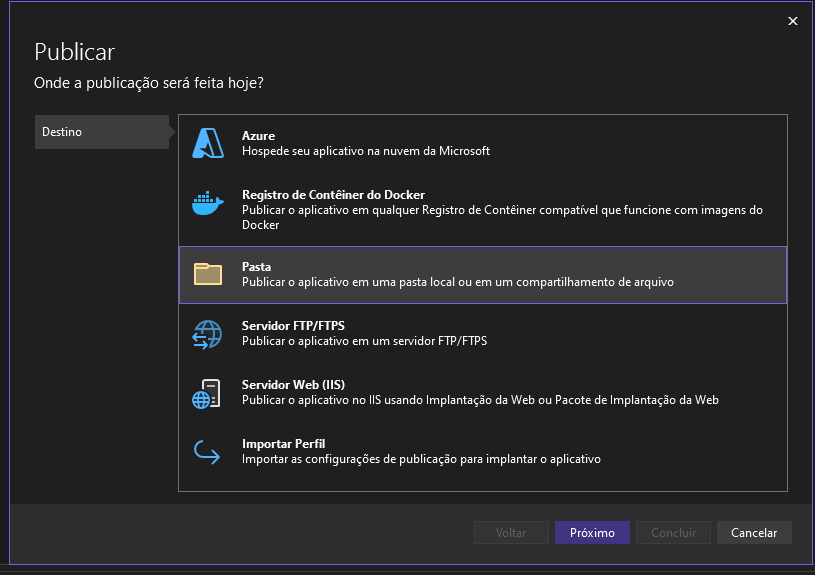 Publicar
Onde a publicação será feita hoje?
Destino
Azure
Hospede seu aplicativo na nuvem da Microsoft
Registro de Contêiner do Docker
Publicar o aplicativo em qualquer Registro de Contêiner compatível que funcione com imagens do
Docker
Pasta
Publicar o aplicativo em uma pasta local ou em um compartilhamento de arquivo
Servidor FTP/FTPS
Publicar o aplicativo em um servidor FTP/FTPS
Servidor Web (IIS)
Publicar o aplicativo no IIS usando Implantação da Web ou Pacote de Implantação da Web
Importar Perfil
Importar as configurações de publicação para implantar o aplicativo
Voltar
Próximo
Concluir
Cancelar